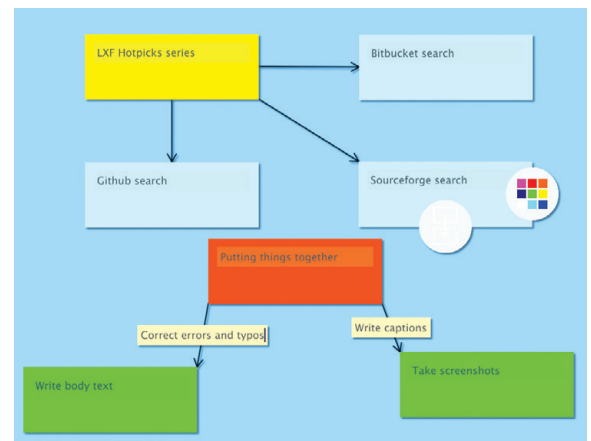 LXF Hotpicks series
Bitbucket search
Github search
Sourceforge search
Putting things together
Correct errors and typos
Write captions
Write body text
Take screenshots